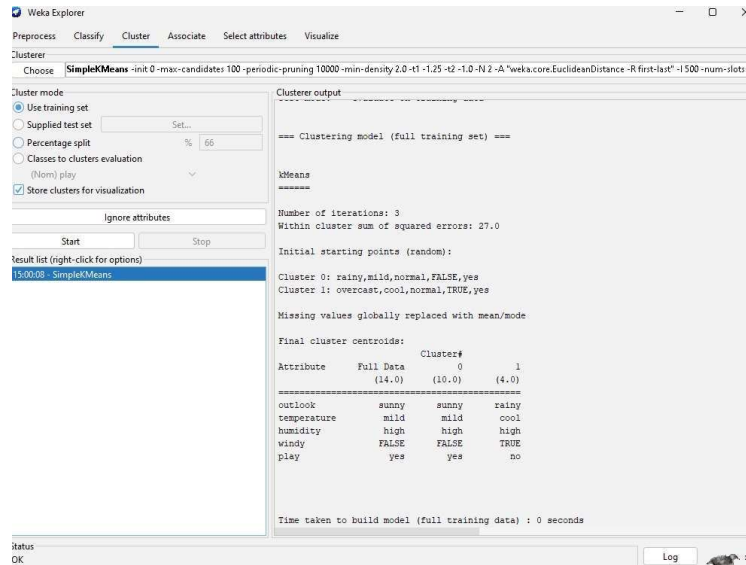 Weka Explorer
Preprocess Classify Cluster Associate Select attributes Visualize
Clusterer
Choose SimpleKMeans -init 0 -max-candidates 100 -periodic-pruning 10000 -min-density 2.0 -t1 -1.25 -t2 -1.0 -N 2 -A "weka.core.EuclideanDistance -R first-last" -I 500 -num-slots
Cluster mode
Use training set
Supplied test set Set...
Percentage split % 66
Classes to clusters evaluation
(Nom) play
Store clusters for visualization
Ignore attributes
Start Stop
Result list (right-click for options)
15:00:08 - SimpleKMeans
Clusterer output
=== Clustering model (full training set) ===
kMeans
======
Number of iterations: 3
Within cluster sum of squared errors: 27.0
Initial starting points (random):
Cluster 0: rainy,mild,normal,FALSE,yes
Cluster 1: overcast,cool,normal,TRUE,yes
Missing values globally replaced with mean/mode
Final cluster centroids:
Cluster#
Attribute Full Data 0 1
(14.0) (10.0) (4.0)
==============================================
outlook sunny sunny rainy
temperature mild mild cool
humidity high high high
windy FALSE FALSE TRUE
play yes yes no
Time taken to build model (full training data) : 0 seconds
Status
OK
Log